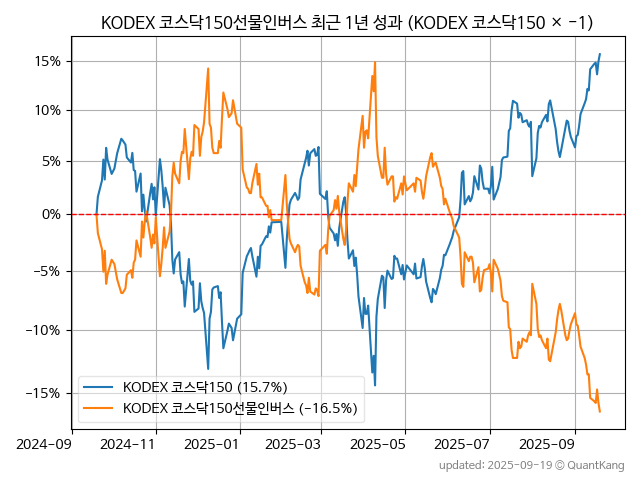 KODEX 코스닥150선물인버스 최근 1년 성과 (KODEX 코스닥150 × −1)
15%
10%
5%
0%
−5%
−10%
−15%
KODEX 코스닥150 (15.7%)
KODEX 코스닥150선물인버스 (−16.5%)
2024-09 2024-11 2025-01 2025-03 2025-05 2025-07 2025-09
updated: 2025-09-19 © QuantKang